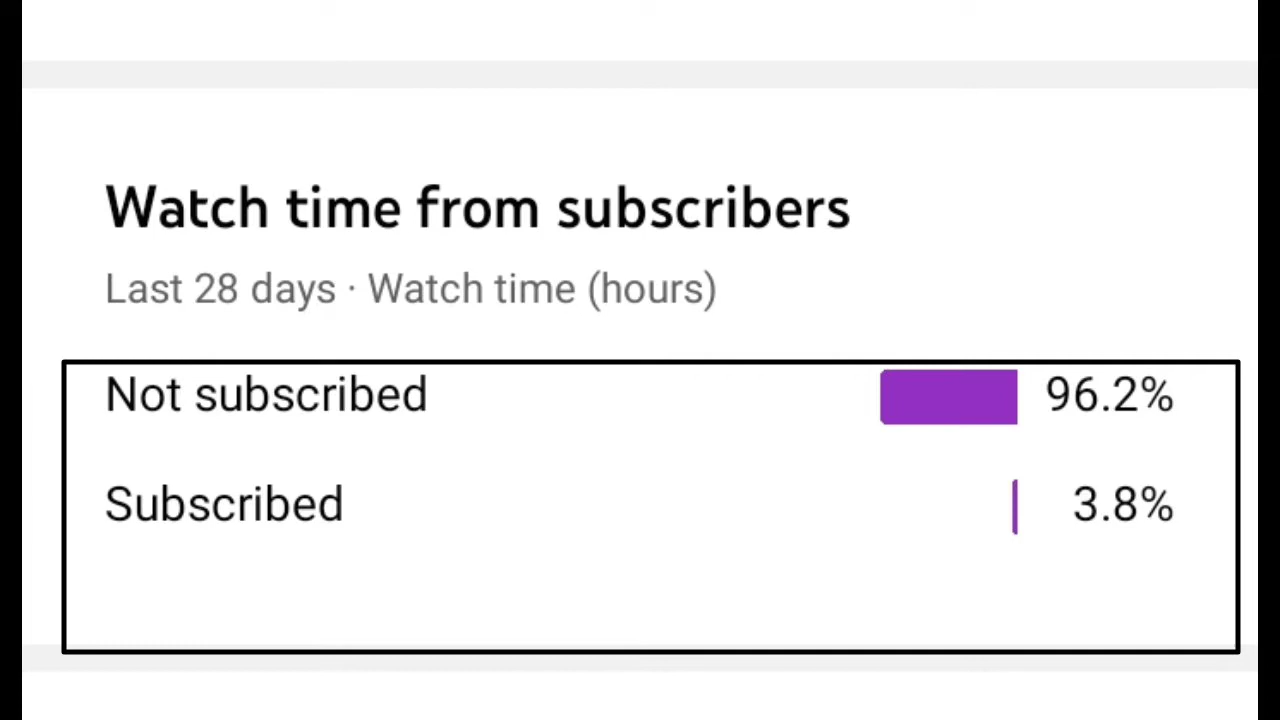 Watch time from subscribers
Last 28 days · Watch time (hours)
Not subscribed 96.2%
Subscribed 3.8%